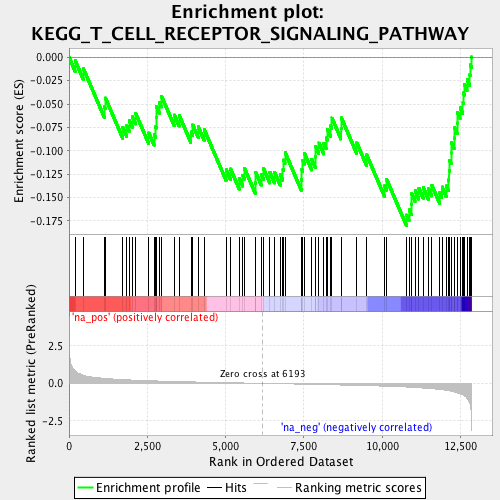 Enrichment plot:
KEGG_T_CELL_RECEPTOR_SIGNALING_PATHWAY
Enrichment score (ES)
0.000
-0.025
-0.050
-0.075
-0.100
-0.125
-0.150
-0.175
'na_pos' (positively correlated)
Ranked list metric (PreRanked)
2.5
0.0
-2.5
Zero cross at 6193
'na_neg' (negatively correlated)
0
2,500
5,000
7,500
10,000
12,500
Rank in Ordered Dataset
Enrichment profile
Hits
Ranking metric scores